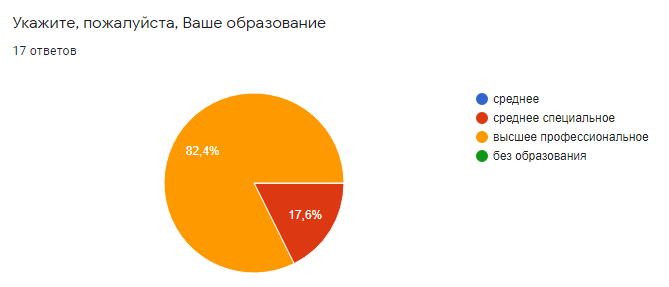 Укажите, пожалуйста, Ваше образование
17 ответов
среднее
среднее специальное
высшее профессиональное
без образования
82,4%
17,6%